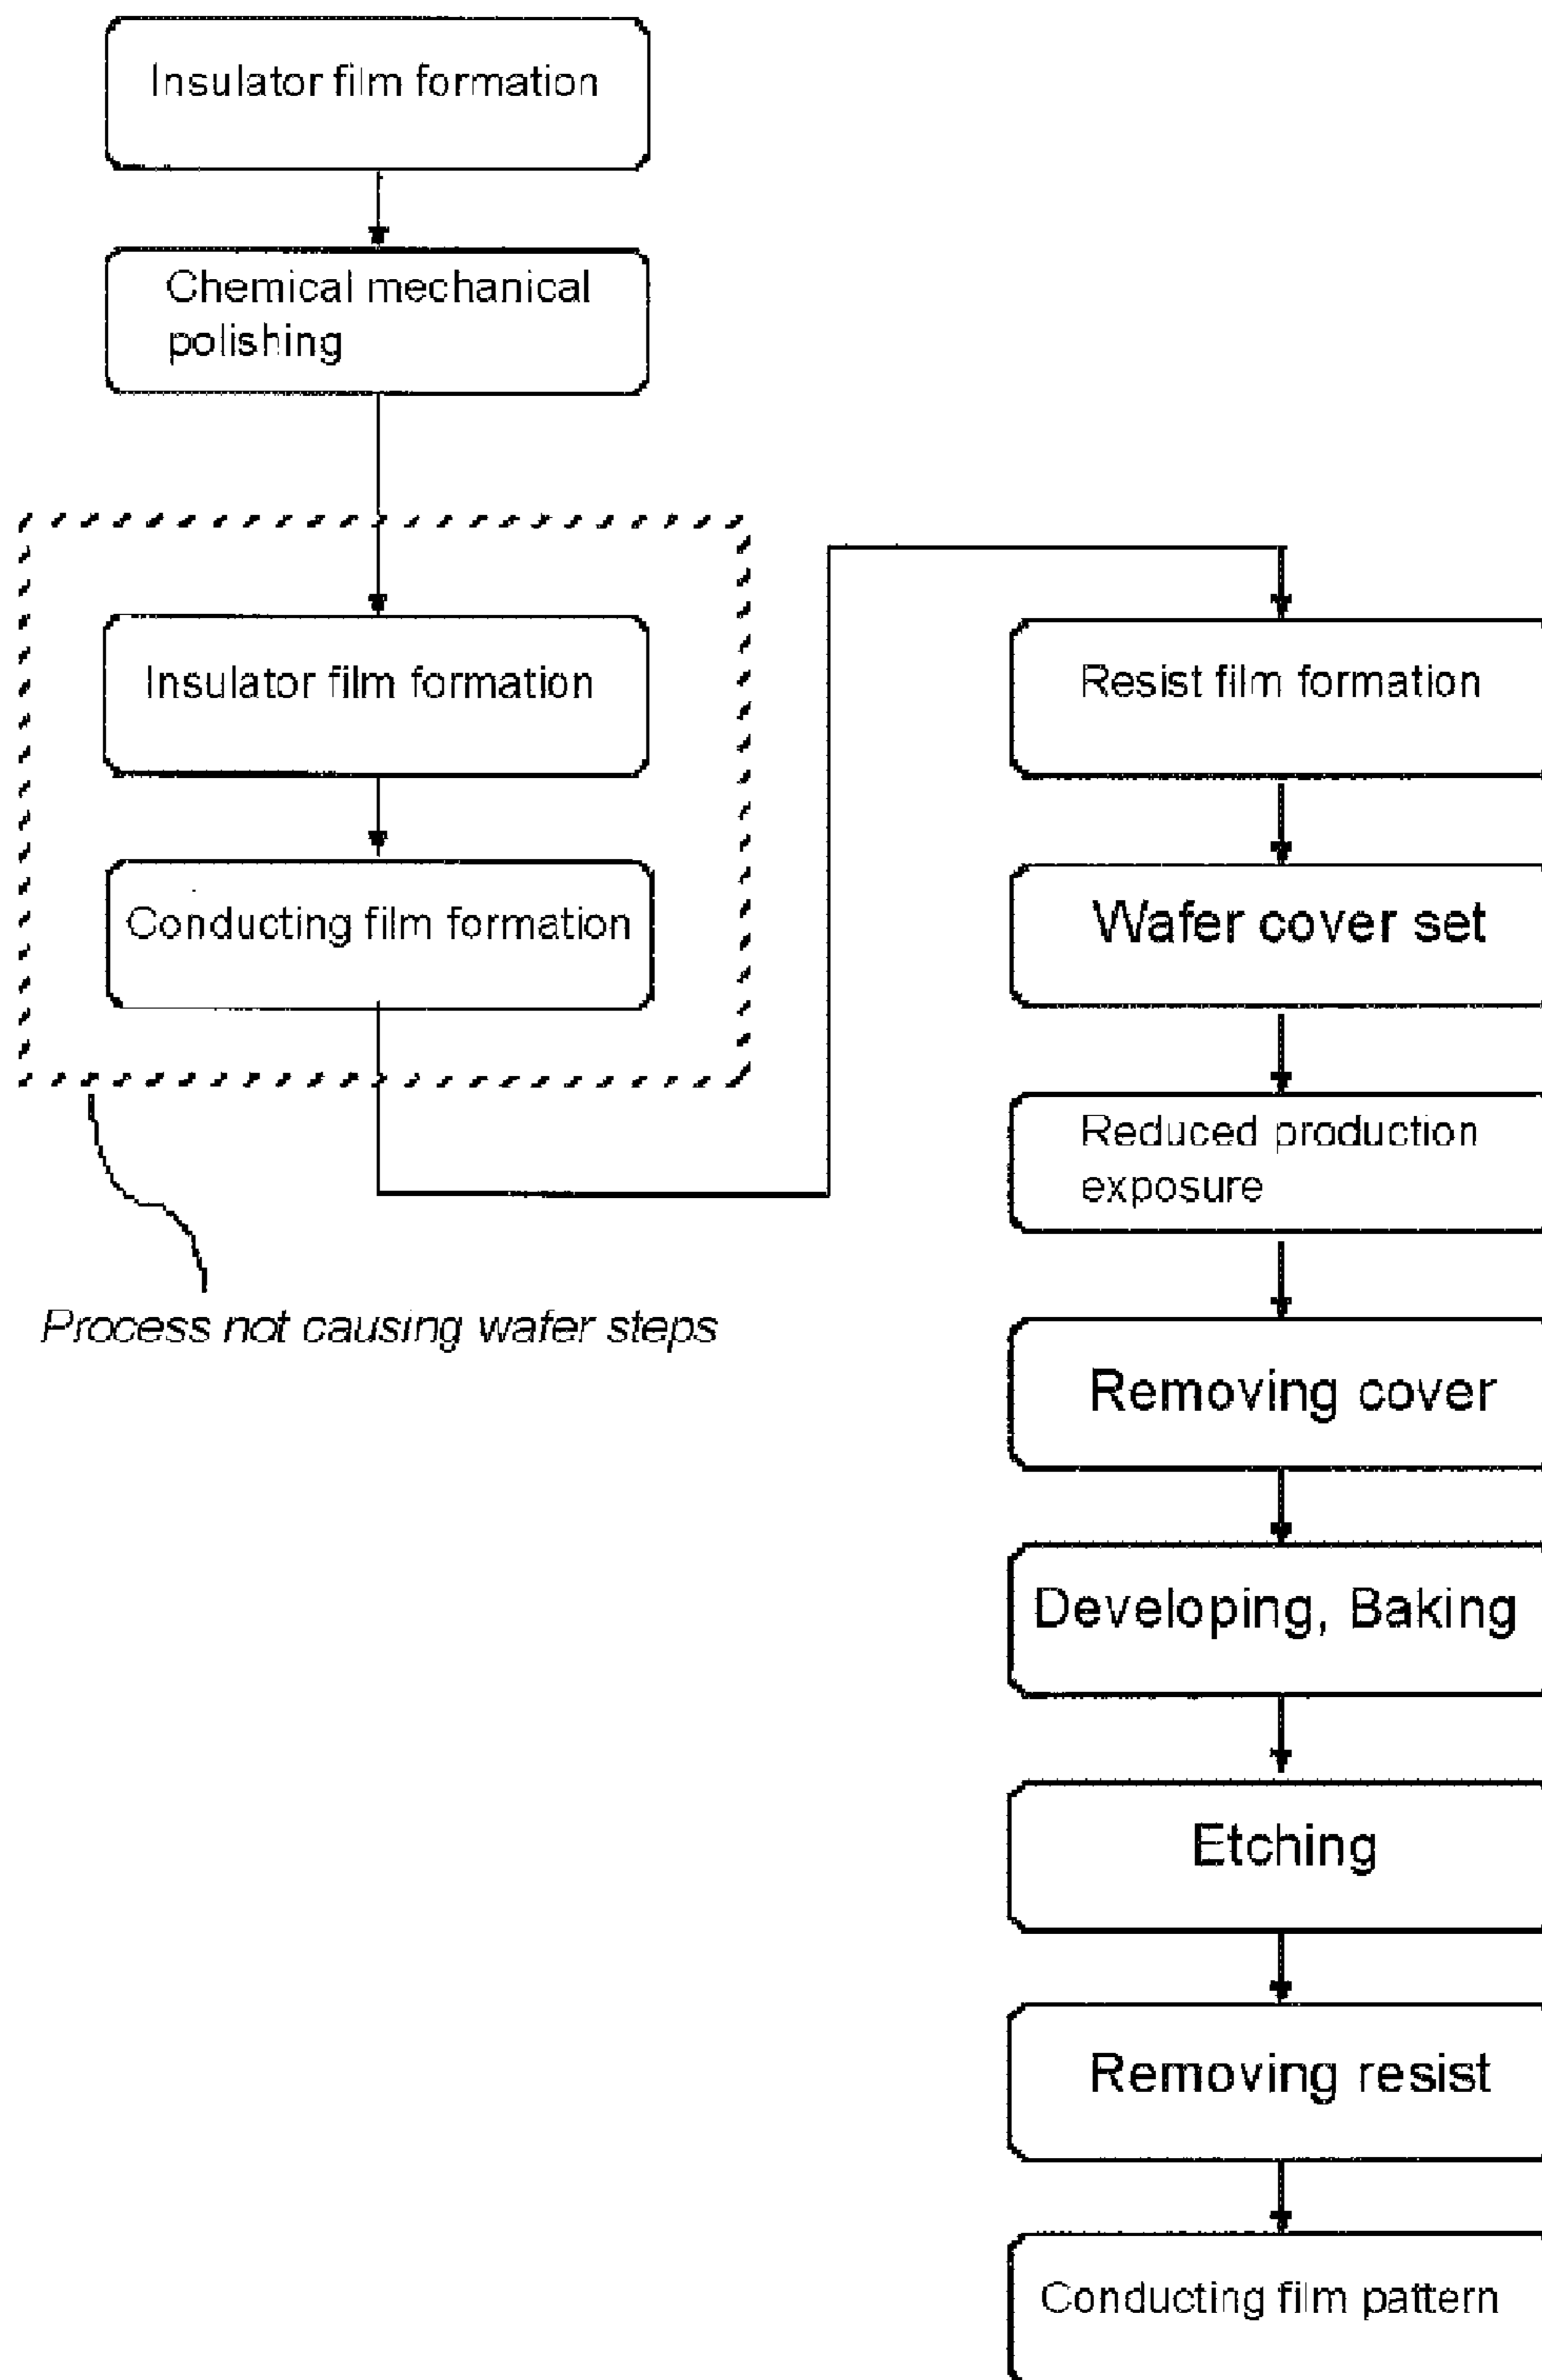 Insulator film formation
Chemical mechanical
polishing
Insulator film formation
Conducting film formation
Process not causing wafer steps
Resist film formation
Wafer cover set
Reduced production
exposure
Removing cover
Developing, Baking
Etching
Removing resist
Conducting film pattern